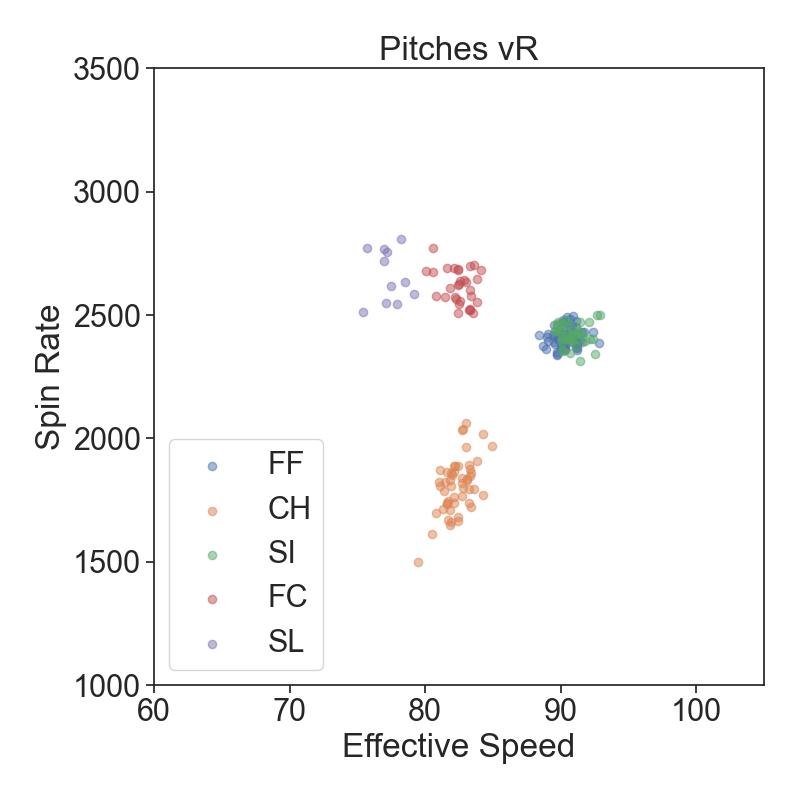 Pitches vR
3500
3000
2500
2000
1500
1000
Spin Rate
FF
CH
SI
FC
SL
60 70 80 90 100
Effective Speed